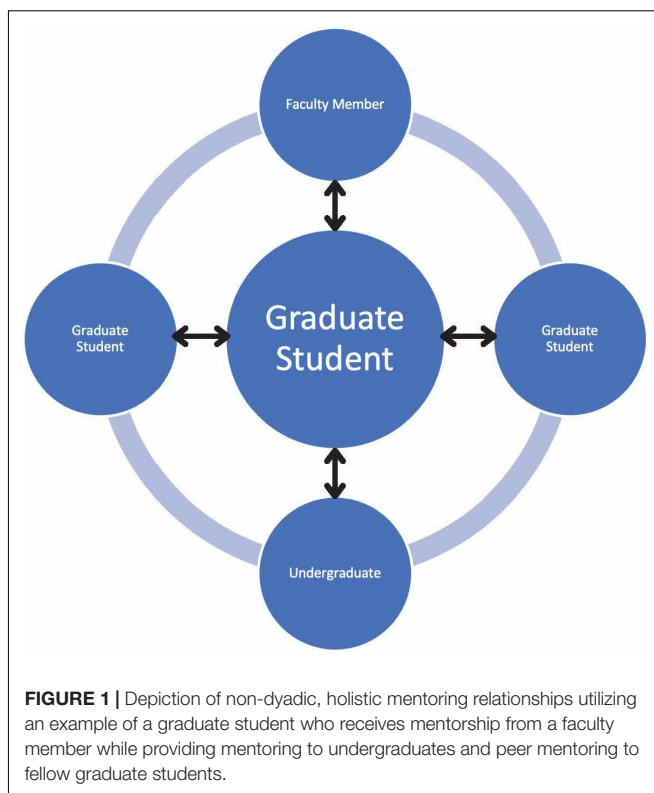 Faculty Member
Graduate
Student
Graduate
Student
Graduate
Student
Undergraduate
FIGURE 1 | Depiction of non-dyadic, holistic mentoring relationships utilizing
an example of a graduate student who receives mentorship from a faculty
member while providing mentoring to undergraduates and peer mentoring to
fellow graduate students.